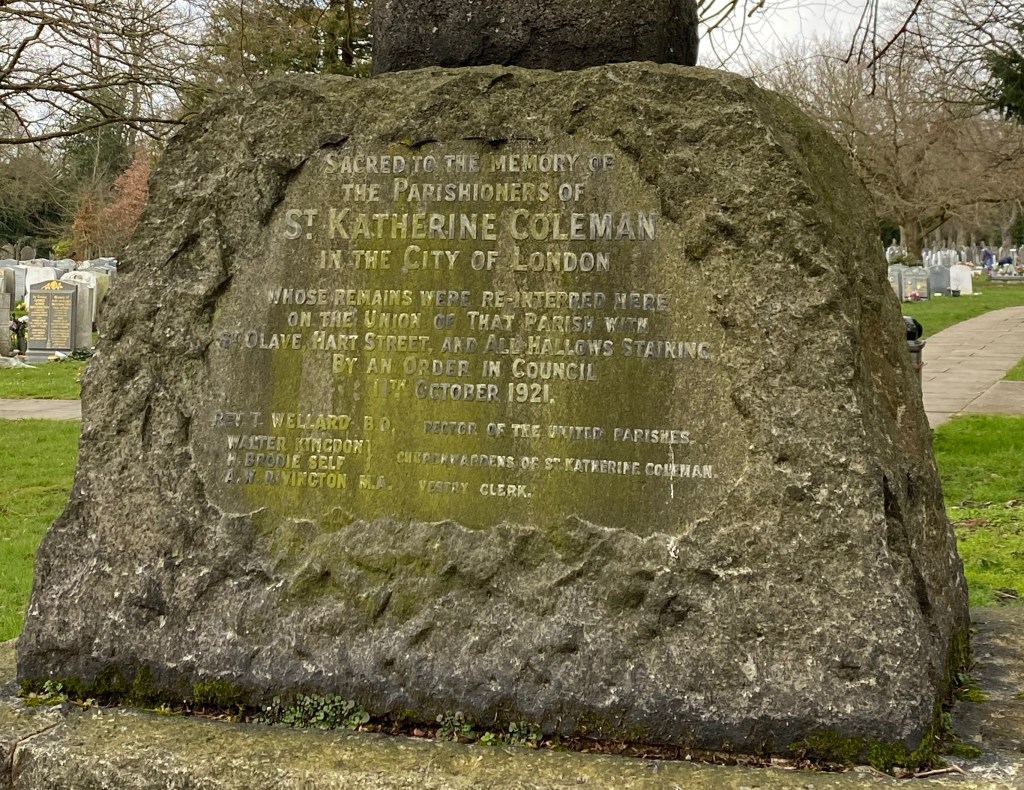 SACRED TO THE MEMORY OF
THE PARISHIONERS OF
ST. KATHERINE COLEMAN
IN THE CITY OF LONDON
WHOSE REMAINS WERE RE-INTERRED HERE
ON THE UNION OF THAT PARISH WITH
ST OLAVE, HART STREET, AND ALL HALLOWS STAINING,
BY AN ORDER IN COUNCIL
11TH OCTOBER 1921.
REV. T. WELLARD. B.D. RECTOR OF THE UNITED PARISHES.
WALTER KINGDON
BRODIE SELF CHURCHWARDENS OF ST. KATHERINE COLEMAN.
A. W. RIVINGTON M.A. VESTRY CLERK.